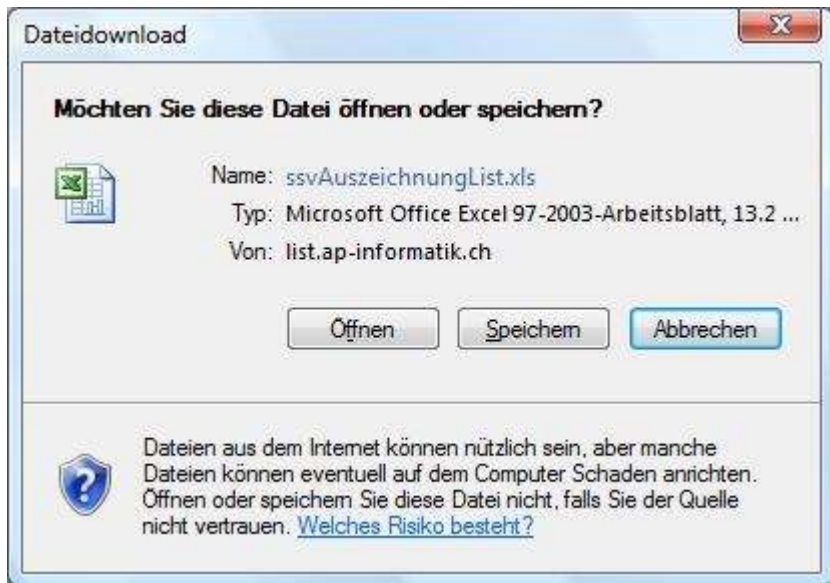 Dateidownload
Möchten Sie diese Datei öffnen oder speichern?
Name: ssvAuszeichnungList.xls
Typ: Microsoft Office Excel 97-2003-Arbeitsblatt, 13.2 ...
Von: list.ap-informatik.ch
Öffnen Speichern Abbrechen
Dateien aus dem Internet können nützlich sein, aber manche
Dateien können eventuell auf dem Computer Schaden anrichten.
Öffnen oder speichern Sie diese Datei nicht, falls Sie der Quelle
nicht vertrauen. Welches Risiko besteht?